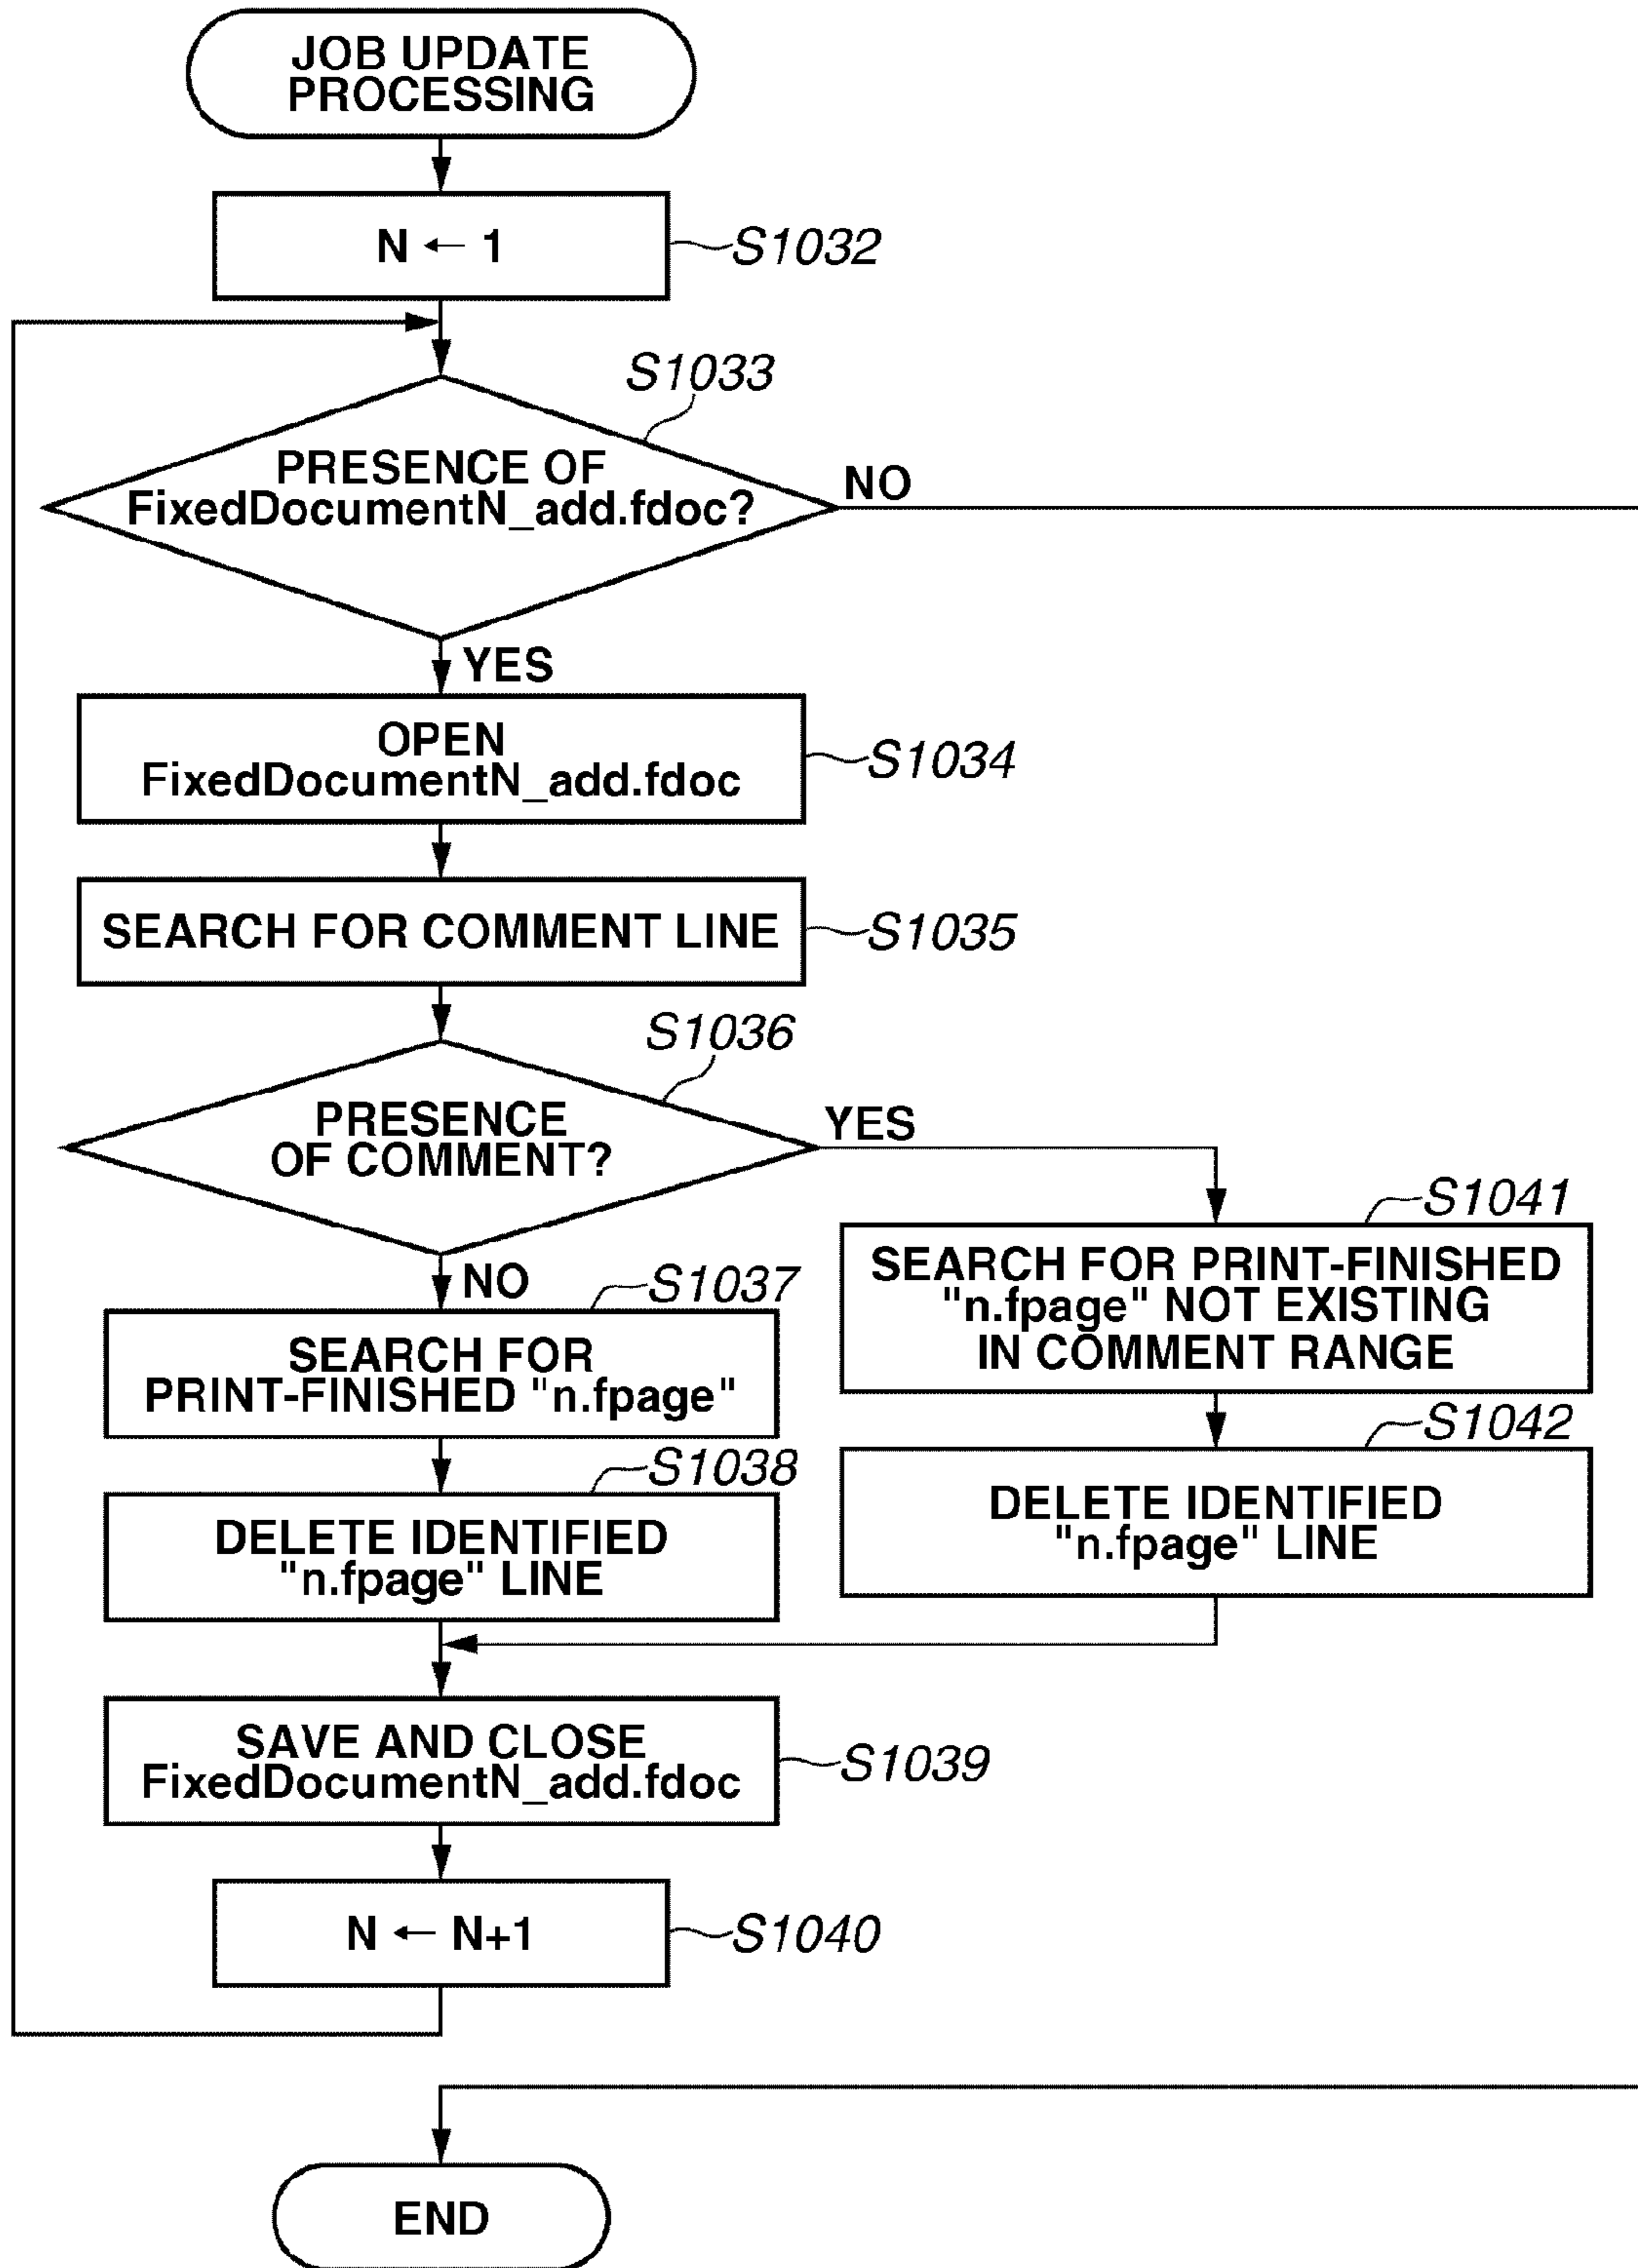 JOB UPDATE
PROCESSING
N ← 1
S1032
S1033
PRESENCE OF
FixedDocumentN_add.fdoc?
NO
YES
OPEN
FixedDocumentN_add.fdoc
S1034
SEARCH FOR COMMENT LINE
S1035
S1036
PRESENCE
OF COMMENT?
YES
NO
S1037
SEARCH FOR
PRINT-FINISHED "n.fpage"
S1038
DELETE IDENTIFIED
"n.fpage" LINE
S1041
SEARCH FOR PRINT-FINISHED
"n.fpage" NOT EXISTING
IN COMMENT RANGE
S1042
DELETE IDENTIFIED
"n.fpage" LINE
SAVE AND CLOSE
FixedDocumentN_add.fdoc
S1039
N ← N+1
S1040
END